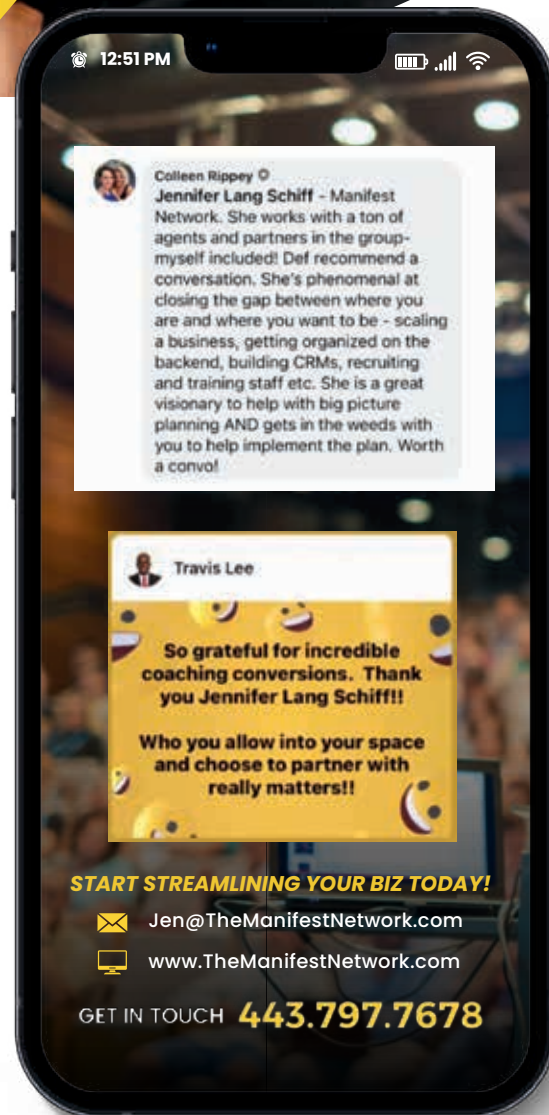 12:51 PM
Colleen Rippey
Jennifer Lang Schiff - Manifest
Network. She works with a ton of
agents and partners in the group-
myself included! Def recommend a
conversation. She's phenomenal at
closing the gap between where you
are and where you want to be - scaling
a business, getting organized on the
backend, building CRMs, recruiting
and training staff etc. She is a great
visionary to help with big picture
planning AND gets in the weeds with
you to help implement the plan. Worth
a convo!
Travis Lee
So grateful for incredible
coaching conversions. Thank
you Jennifer Lang Schiff!!
Who you allow into your space
and choose to partner with
really matters!!
START STREAMLINING YOUR BIZ TODAY!
Jen@TheManifestNetwork.com
www.TheManifestNetwork.com
GET IN TOUCH 443.797.7678